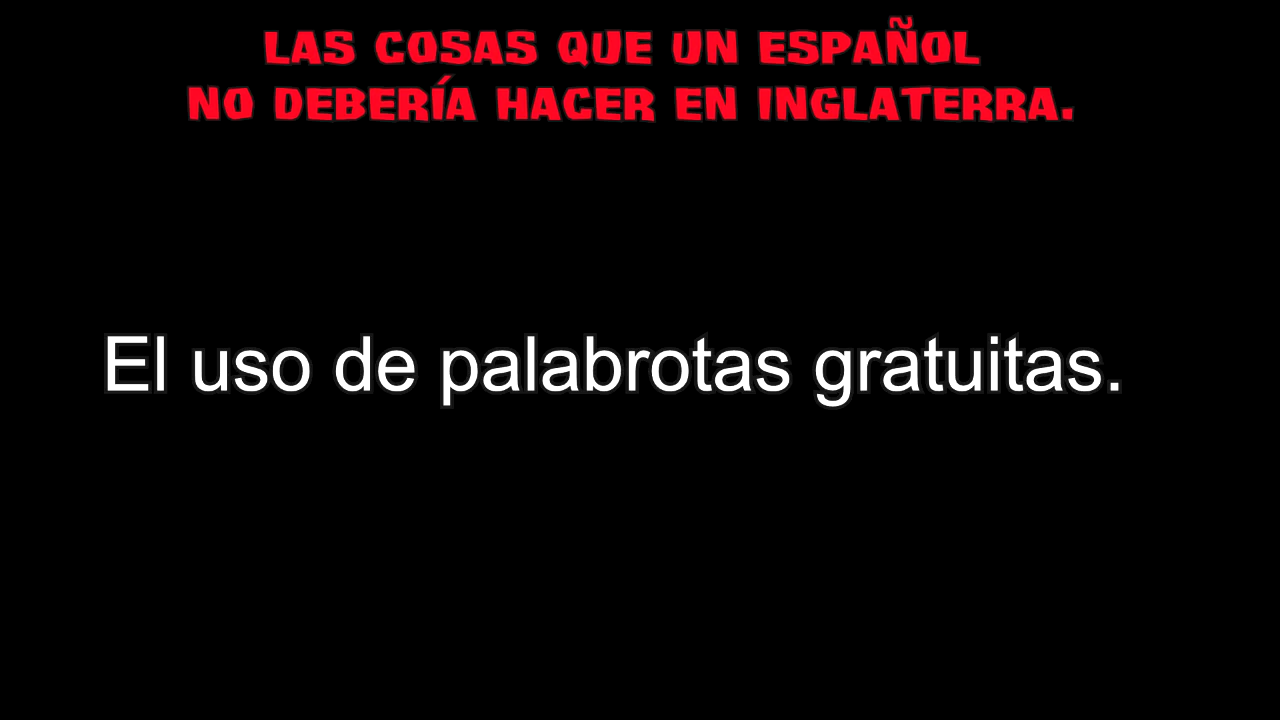 LAS COSAS QUE UN ESPAÑOL
NO DEBERÍA HACER EN INGLATERRA.
El uso de palabrotas gratuitas.